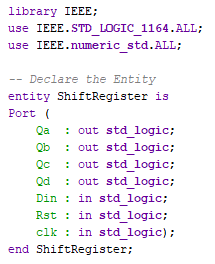 library IEEE;
use IEEE.STD_LOGIC_1164.ALL;
use IEEE.numeric_std.ALL;
-- Declare the Entity
entity ShiftRegister is
Port (
Qa : out std_logic;
Qb : out std_logic;
Qc : out std_logic;
Qd : out std_logic;
Din : in std_logic;
Rst : in std_logic;
clk : in std_logic);
end ShiftRegister;